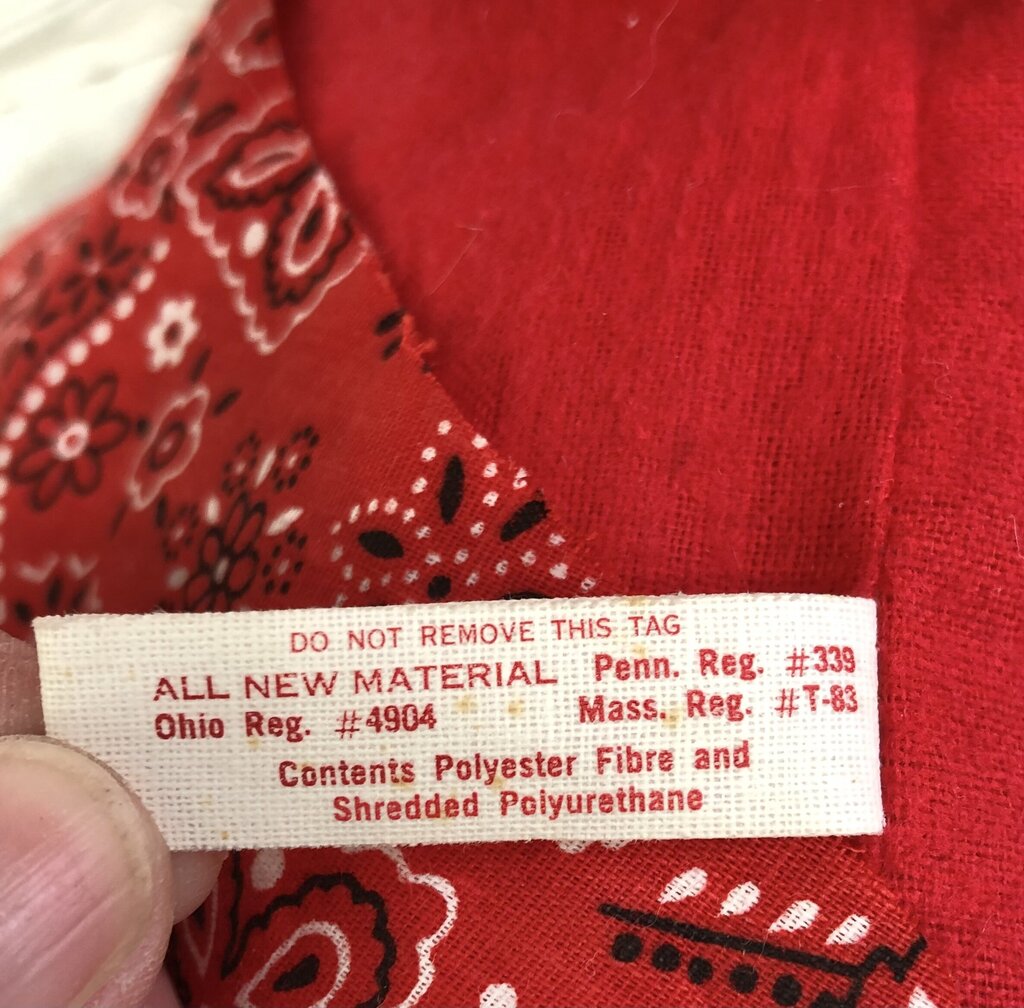 DO NOT REMOVE THIS TAG
ALL NEW MATERIAL Penn. Reg. #339
Ohio Reg. #4904 Mass. Reg. #T-83
Contents Polyester Fibre and
Shredded Polyurethane